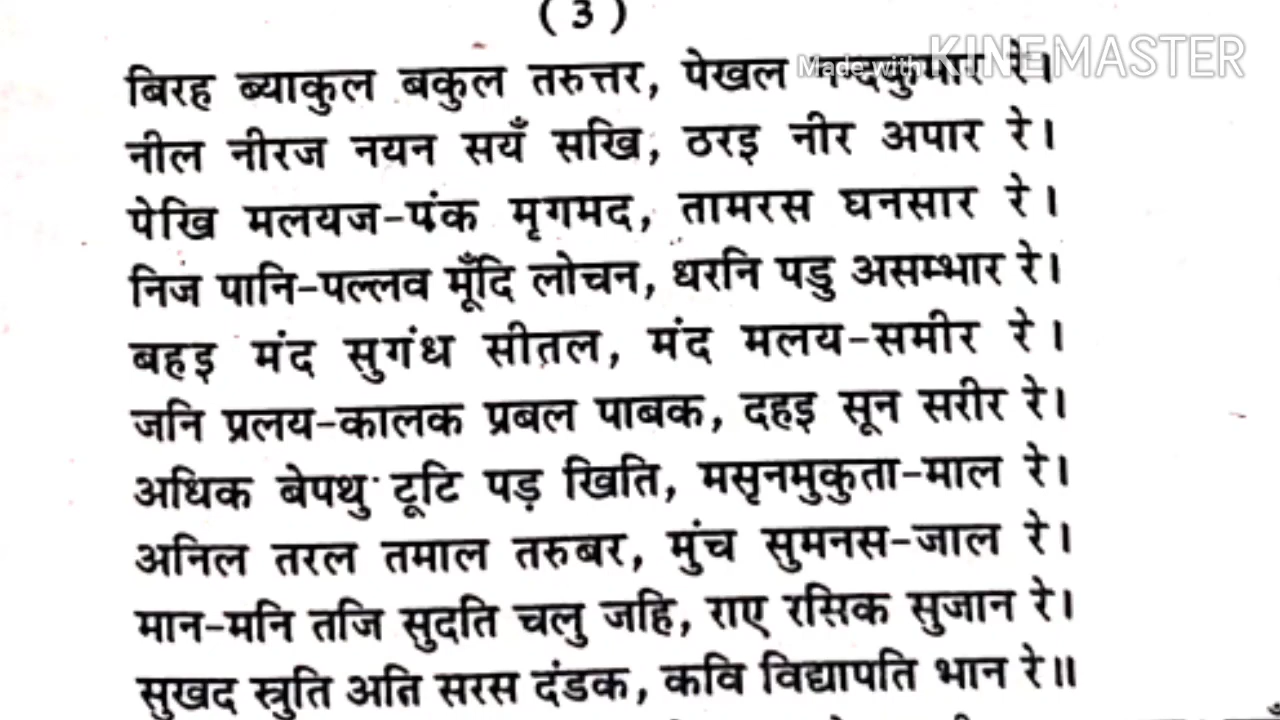 (3)
Made with KINEMASTER
बिरह ब्याकुल बकुल तरुत्तर, पेखल नन्दकुमार रे।
नील नीरज नयन सयँ सखि, ठरइ नीर अपार रे।
पेखि मलयज-पंक मृगमद, तामरस घनसार रे।
निज पानि-पल्लव मूँदि लोचन, धरनि पडु असम्भार रे।
बहइ मंद सुगंध सीतल, मंद मलय-समीर रे।
जनि प्रलय-कालक प्रबल पाबक, दहइ सून सरीर रे।
अधिक बेपथु टूटि पड़ खिति, मसृनमुकुता-माल रे।
अनिल तरल तमाल तरुबर, मुंच सुमनस-जाल रे।
मान-मनि तजि सुदति चलु जहि, राए रसिक सुजान रे।
सुखद स्त्रुति अति सरस दंडक, कवि विद्यापति भान रे॥